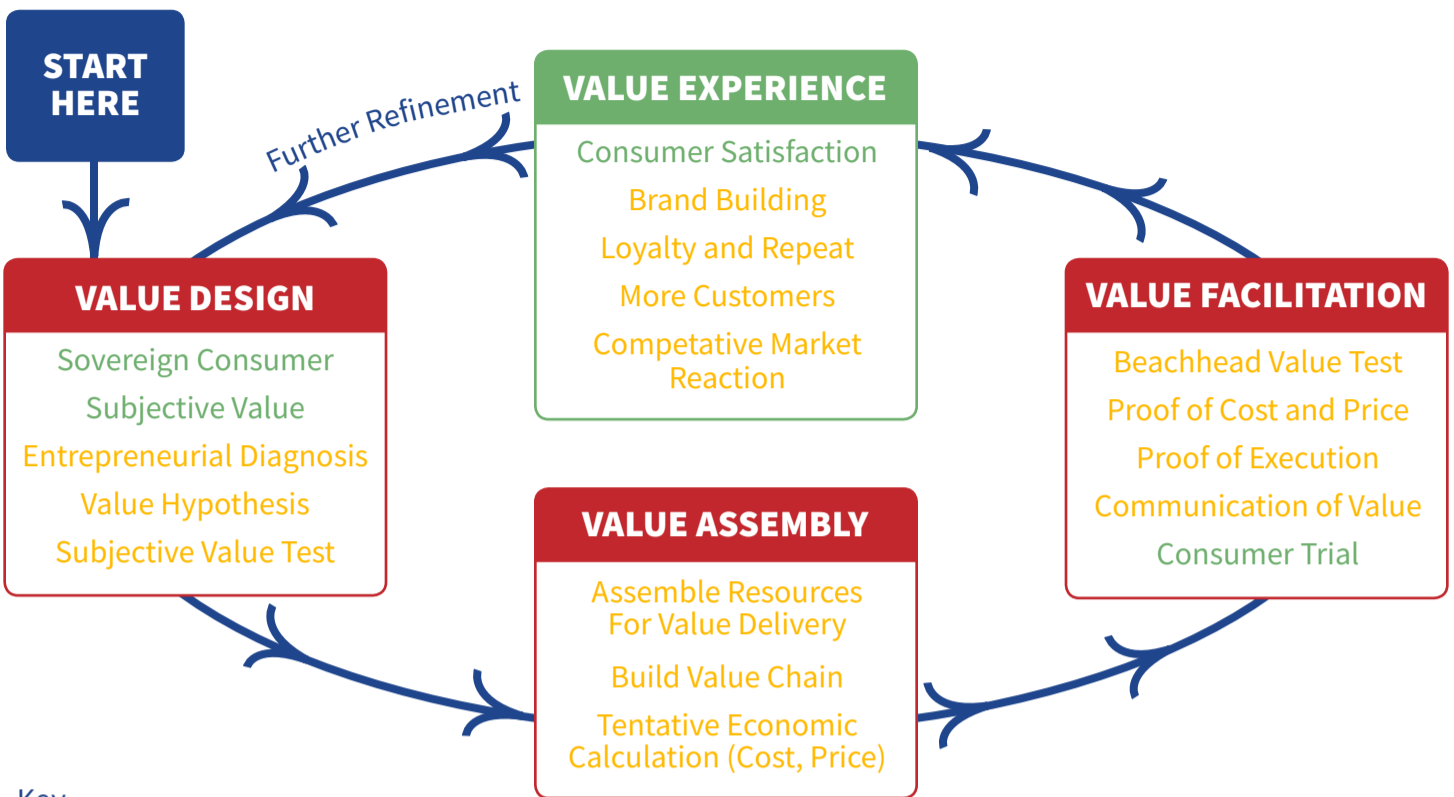 START
HERE
Further Refinement
VALUE EXPERIENCE
Consumer Satisfaction
Brand Building
Loyalty and Repeat
More Customers
Competative Market
Reaction
VALUE DESIGN
Sovereign Consumer
Subjective Value
Entrepreneurial Diagnosis
Value Hypothesis
Subjective Value Test
VALUE ASSEMBLY
Assemble Resources
For Value Delivery
Build Value Chain
Tentative Economic
Calculation (Cost, Price)
VALUE FACILITATION
Beachhead Value Test
Proof of Cost and Price
Proof of Execution
Communication of Value
Consumer Trial
Key